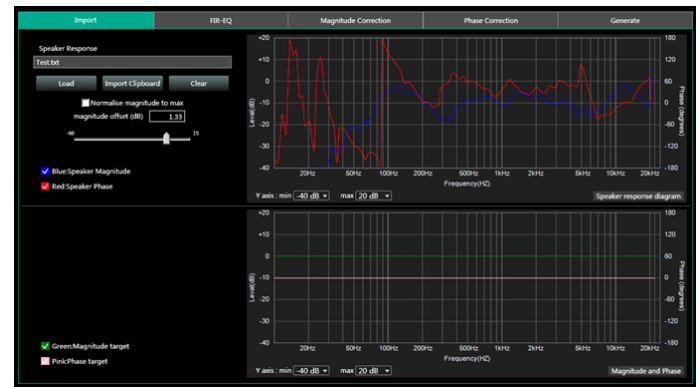 Import FIR-EQ Magnitude Correction Phase Correction Generate
Speaker Response
Test.txt
Load Import Clipboard Clear
Normalise magnitude to max
magnitude offset (dB) 1.33
15
Blue:Speaker Magnitude
Red:Speaker Phase
+20 180
+10 120
0 60
-10 0
-20 -60
-30 -120
-40 -180
Level(dB)
Phase (degrees)
20Hz 50Hz 100Hz 200Hz 500Hz 1kHz 2kHz 5kHz 10kHz 20kHz
Frequency(HZ)
Y axis : min -40 dB max 20 dB Speaker response diagram
+20 180
+10 120
0 60
-10 0
-20 -60
-30 -120
-40 -180
Level(dB)
Phase (degrees)
20Hz 50Hz 100Hz 200Hz 500Hz 1kHz 2kHz 5kHz 10kHz 20kHz
Frequency(HZ)
Green:Magnitude target
Pink:Phase target
Y axis : min -40 dB max 20 dB Magnitude and Phase